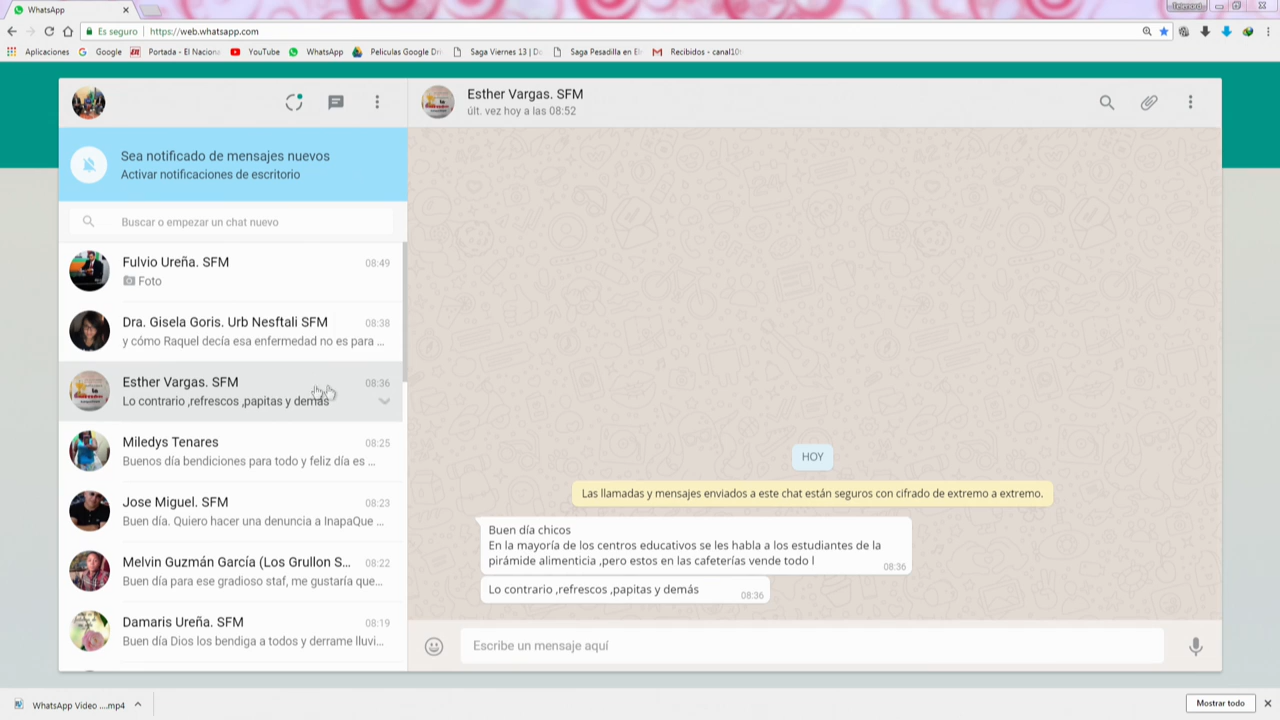 WhatsApp
Es seguro
https://web.whatsapp.com
Aplicaciones
Google
Portada - El Naciona
YouTube
WhatsApp
Peliculas Google Dri
Saga Viernes 13 | Do
Saga Pesadilla en El
Recibidos - canal10
Esther Vargas. SFM
últ. vez hoy a las 08:52
Sea notificado de mensajes nuevos
Activar notificaciones de escritorio
Buscar o empezar un chat nuevo
Fulvio Ureña. SFM
08:49
Foto
Dra. Gisela Goris. Urb Nesftali SFM
08:38
y cómo Raquel decía esa enfermedad no es para ...
Esther Vargas. SFM
08:36
Lo contrario ,refrescos ,papitas y demás
Miledys Tenares
08:25
Buenos día bendiciones para todo y feliz día es ...
Jose Miguel. SFM
08:23
Buen día. Quiero hacer una denuncia a InapaQue ...
Melvin Guzmán García (Los Grullon S...
08:22
Buen día para ese gradioso staf, me gustaría que...
Damaris Ureña. SFM
08:19
Buen día Dios los bendiga a todos y derrame lluvi...
HOY
Las llamadas y mensajes enviados a este chat están seguros con cifrado de extremo a extremo.
Buen día chicos
En la mayoría de los centros educativos se les habla a los estudiantes de la
pirámide alimenticia ,pero estos en las cafeterías vende todo l
08:36
Lo contrario ,refrescos ,papitas y demás
08:36
Escribe un mensaje aquí
WhatsApp Video ....mp4
Mostrar todo